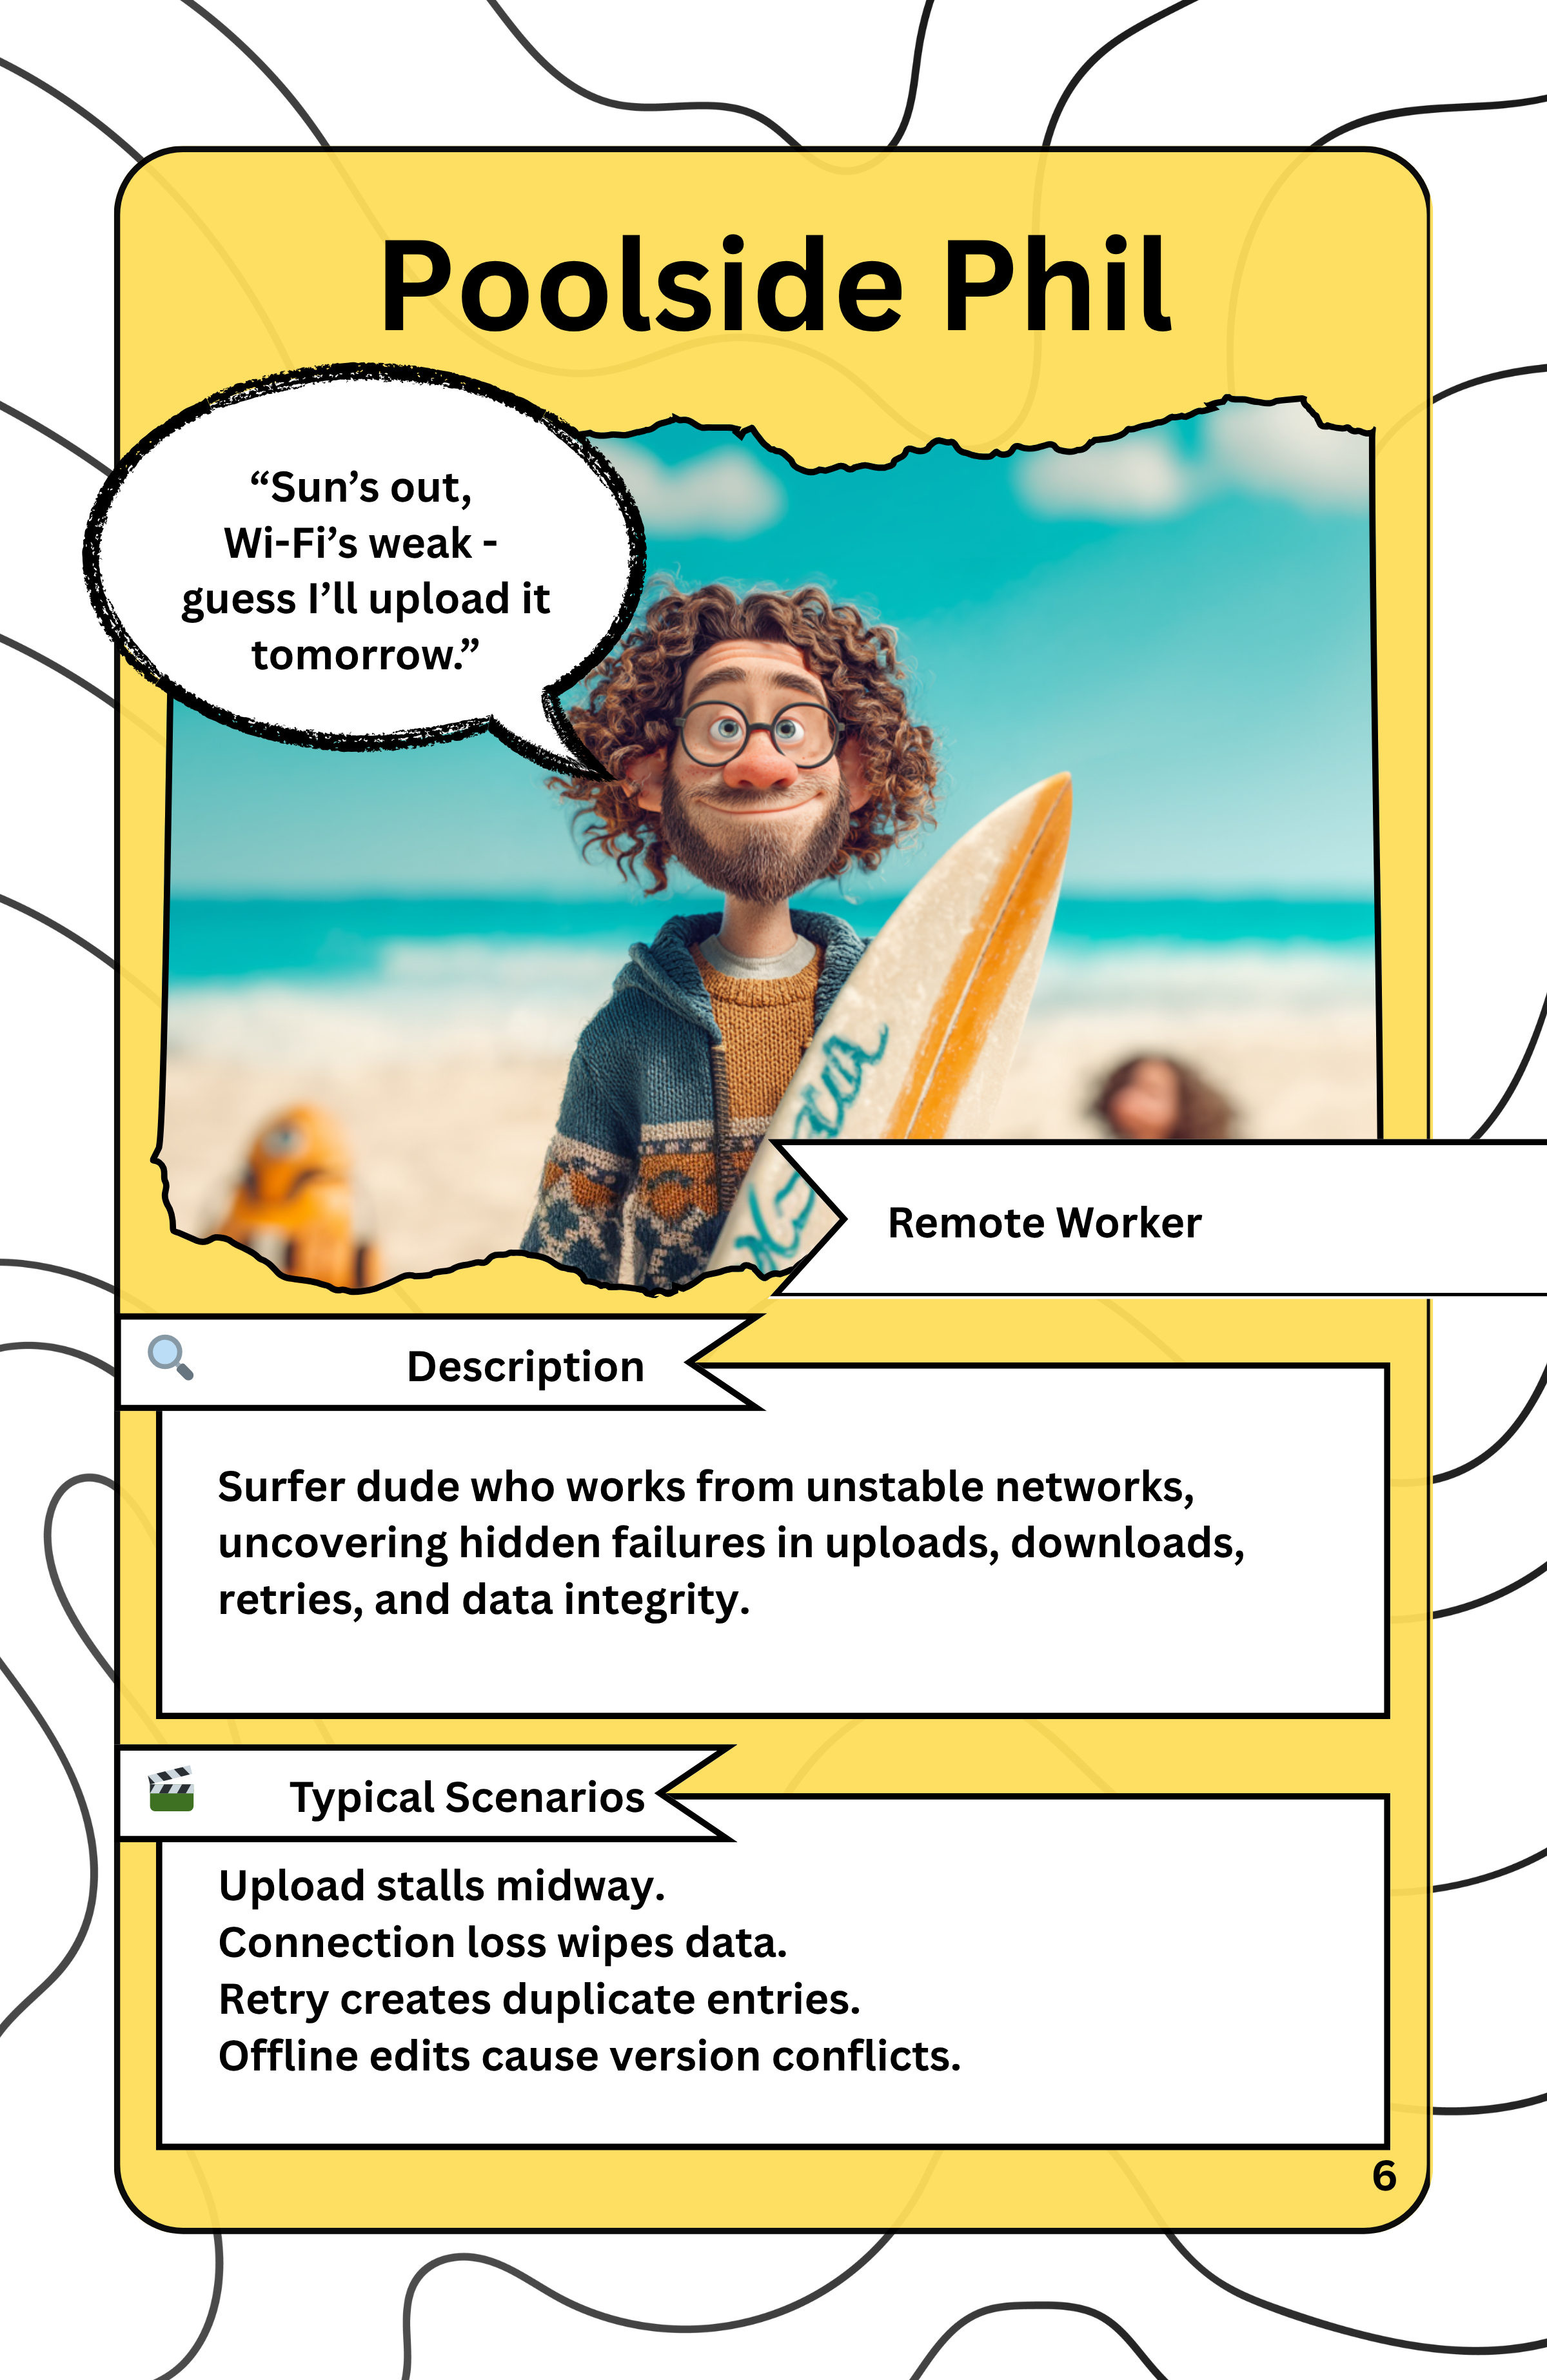 Poolside Phil
“Sun’s out,
Wi-Fi’s weak -
guess I’ll upload it
tomorrow.”
Remote Worker
Description
Surfer dude who works from unstable networks,
uncovering hidden failures in uploads, downloads,
retries, and data integrity.
Typical Scenarios
Upload stalls midway.
Connection loss wipes data.
Retry creates duplicate entries.
Offline edits cause version conflicts.
6